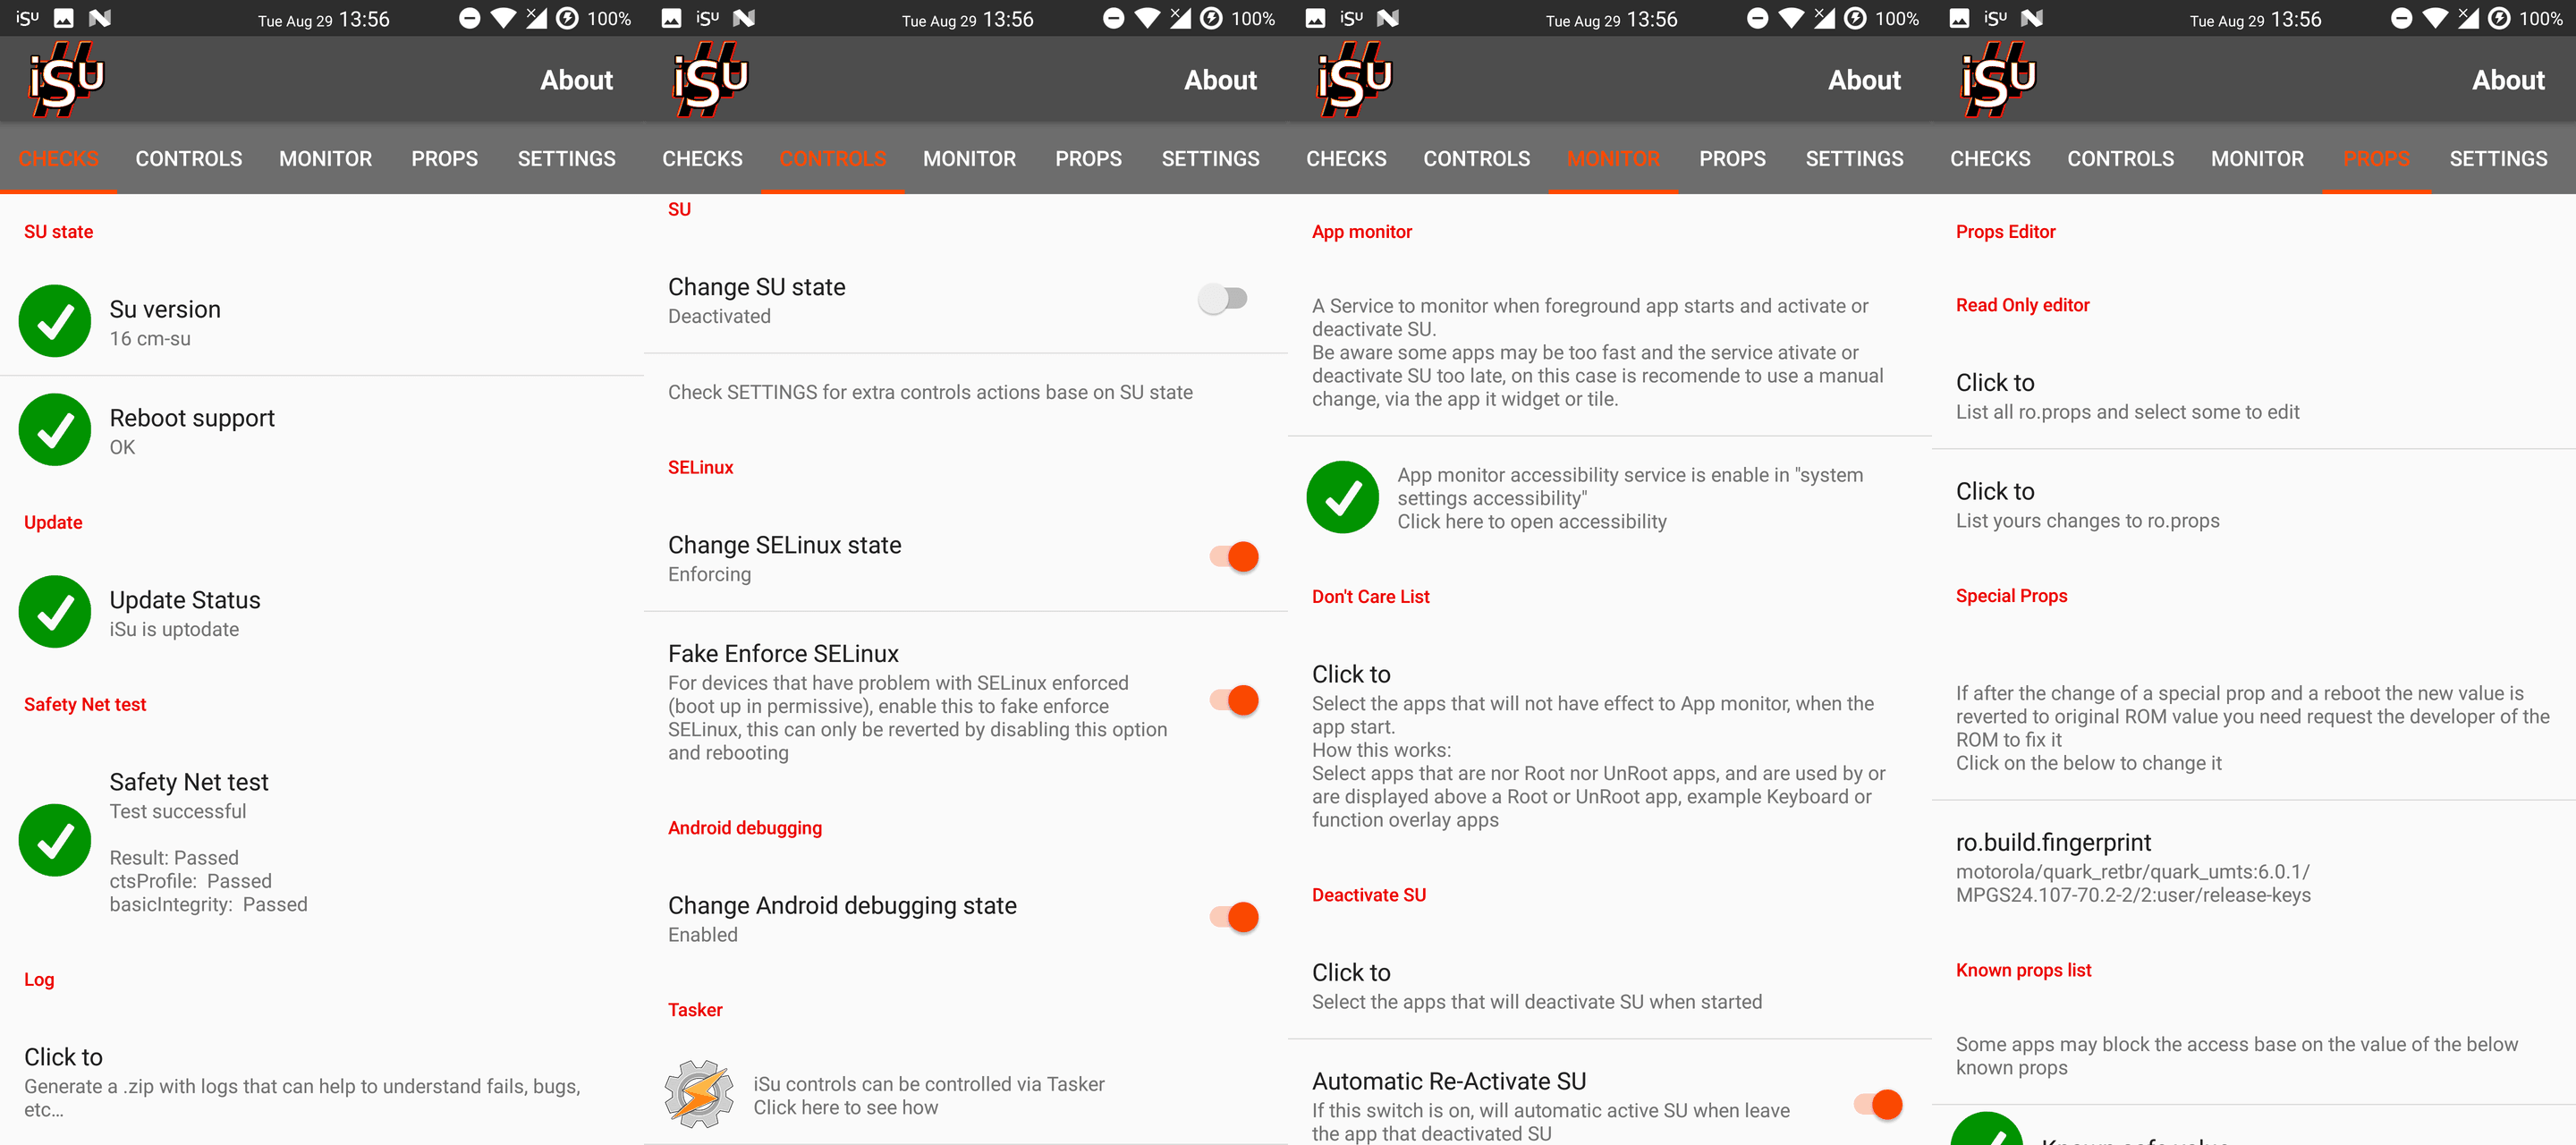 iSU Tue Aug 29 13:56 100%
iSU About
CHECKS CONTROLS MONITOR PROPS SETTINGS
SU state
Su version
16 cm-su
Reboot support
OK
Update
Update Status
iSu is uptodate
Safety Net test
Safety Net test
Test successful
Result: Passed
ctsProfile: Passed
basicIntegrity: Passed
Log
Click to
Generate a .zip with logs that can help to understand fails, bugs,
etc...
iSU Tue Aug 29 13:56 100%
iSU About
CHECKS CONTROLS MONITOR PROPS SETTINGS
SU
Change SU state
Deactivated
Check SETTINGS for extra controls actions base on SU state
SELinux
Change SELinux state
Enforcing
Fake Enforce SELinux
For devices that have problem with SELinux enforced
(boot up in permissive), enable this to fake enforce
SELinux, this can only be reverted by disabling this option
and rebooting
Android debugging
Change Android debugging state
Enabled
Tasker
iSu controls can be controlled via Tasker
Click here to see how
iSU Tue Aug 29 13:56 100%
iSU About
CHECKS CONTROLS MONITOR PROPS SETTINGS
App monitor
A Service to monitor when foreground app starts and activate or
deactivate SU.
Be aware some apps may be too fast and the service ativate or
deactivate SU too late, on this case is recomende to use a manual
change, via the app it widget or tile.
App monitor accessibility service is enable in "system
settings accessibility"
Click here to open accessibility
Don't Care List
Click to
Select the apps that will not have effect to App monitor, when the
app start.
How this works:
Select apps that are nor Root nor UnRoot apps, and are used by or
are displayed above a Root or UnRoot app, example Keyboard or
function overlay apps
Deactivate SU
Click to
Select the apps that will deactivate SU when started
Automatic Re-Activate SU
If this switch is on, will automatic active SU when leave
the app that deactivated SU
iSU Tue Aug 29 13:56 100%
iSU About
CHECKS CONTROLS MONITOR PROPS SETTINGS
Props Editor
Read Only editor
Click to
List all ro.props and select some to edit
Click to
List yours changes to ro.props
Special Props
If after the change of a special prop and a reboot the new value is
reverted to original ROM value you need request the developer of the
ROM to fix it
Click on the below to change it
ro.build.fingerprint
motorola/quark_retbr/quark_umts:6.0.1/
MPGS24.107-70.2-2/2:user/release-keys
Known props list
Some apps may block the access base on the value of the below
known props